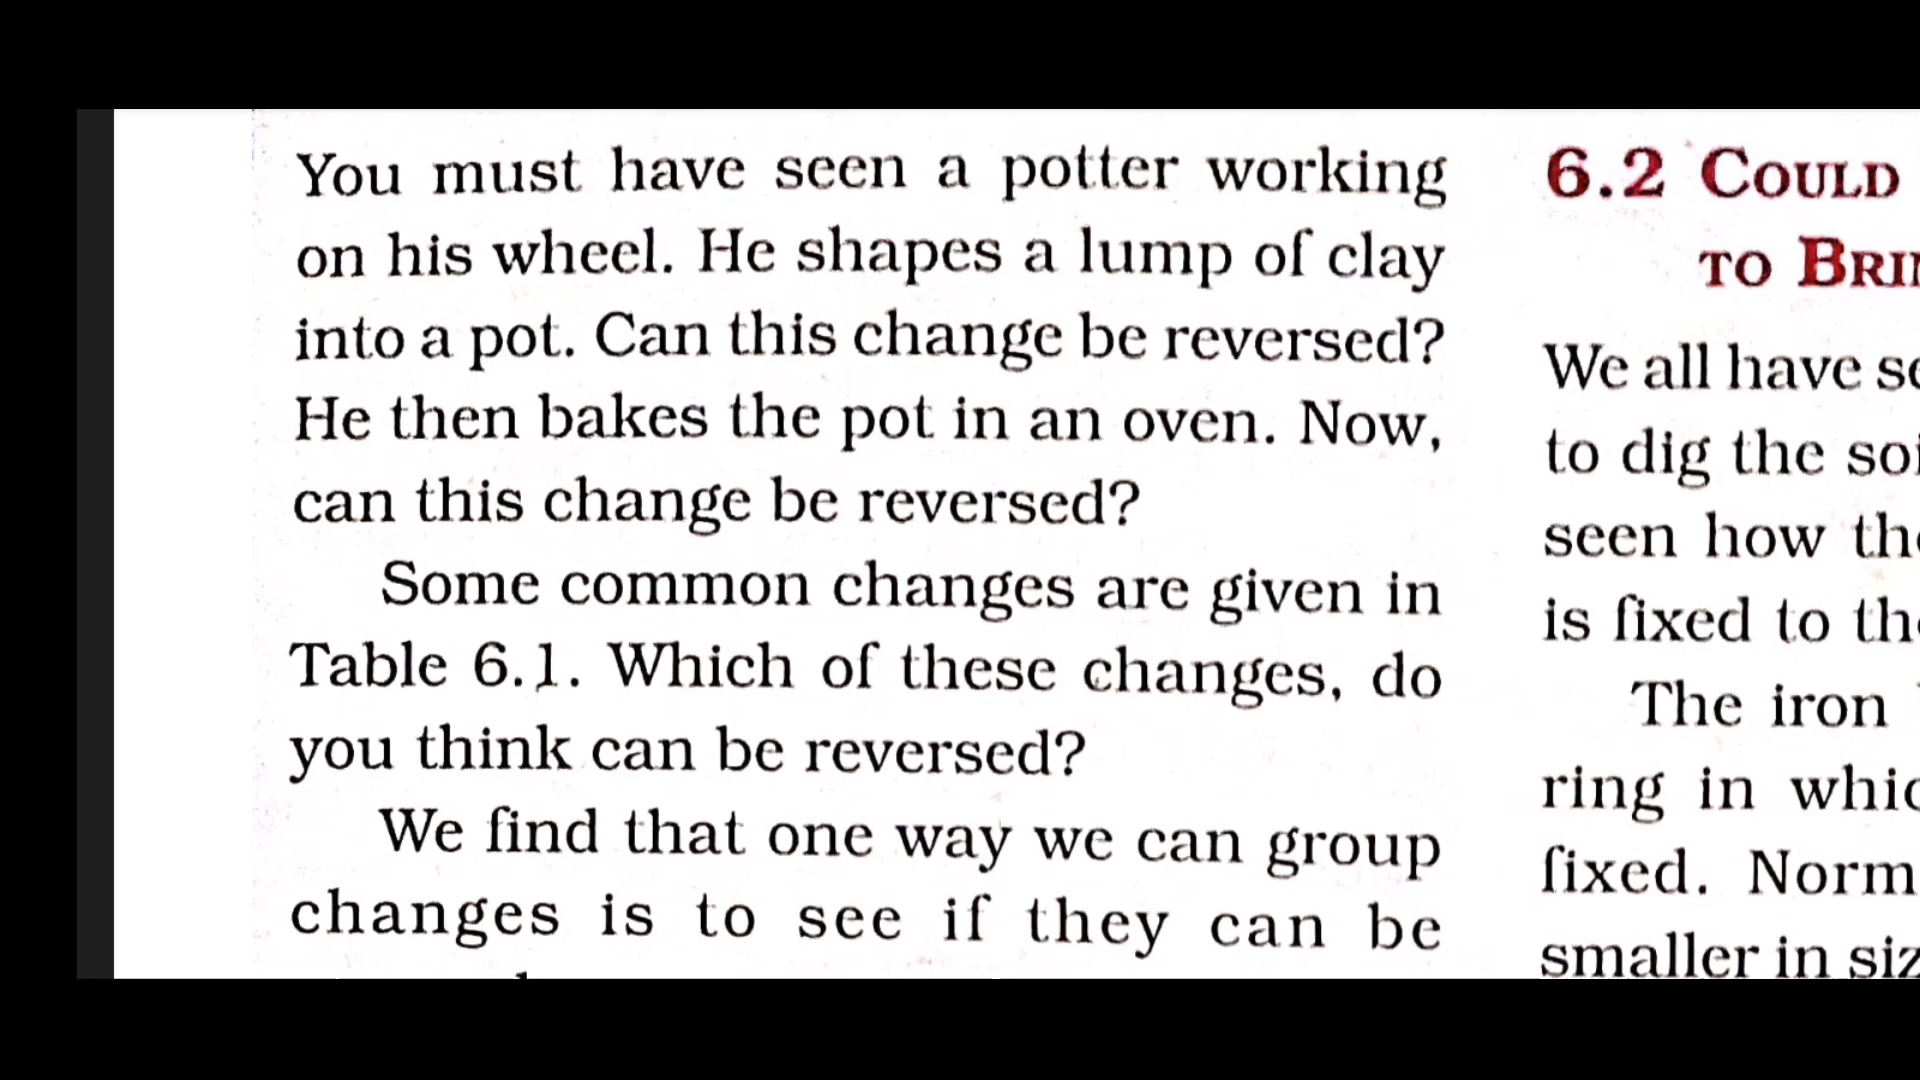 You must have seen a potter working
on his wheel. He shapes a lump of clay
into a pot. Can this change be reversed?
He then bakes the pot in an oven. Now,
can this change be reversed?
Some common changes are given in
Table 6.1. Which of these changes, do
you think can be reversed?
We find that one way we can group
changes is to see if they can be
6.2 COULD
TO
We all have
to dig the
seen how
is fixed to
The iron
ring in
fixed.
smaller in